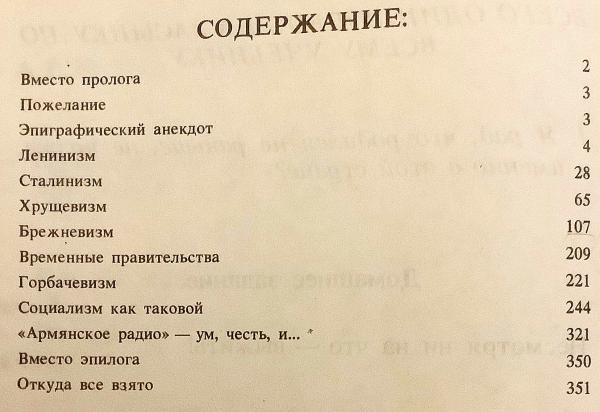 СОДЕРЖАНИЕ:
Вместо пролога 2
Пожелание 3
Эпиграфический анекдот 3
Ленинизм 4
Сталинизм 28
Хрущевизм 65
Брежневизм 107
Временные правительства 209
Горбачевизм 221
Социализм как таковой 244
«Армянское радио» — ум, честь, и... * 321
Вместо эпилога 350
Откуда все взято 351